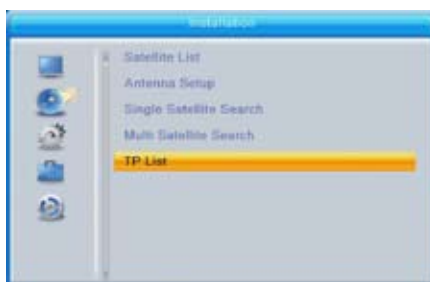 Installation
Satellite List
Antenna Setup
Single Satellite Search
Multi Satellite Search
TP List